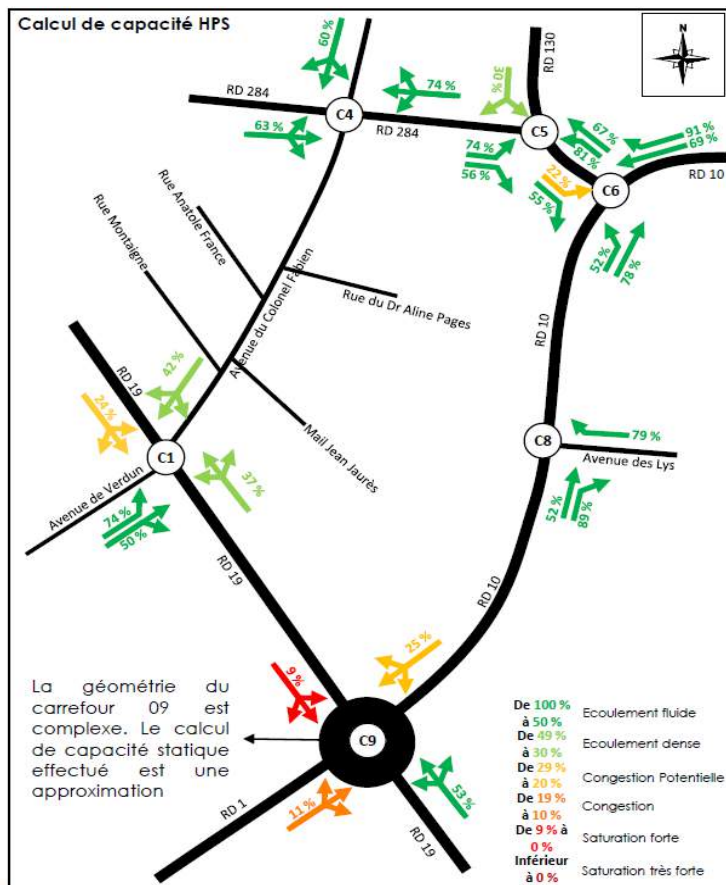 Calcul de capacité HPS
60 %
RD 130
RD 284
74 %
30 %
C4
63 %
RD 284
C5
67 %
81 %
91 %
69 %
74 %
56 %
22 %
55 %
C6
RD 10
52 %
78 %
Rue Anatole France
Rue Montaigne
Avenue du Colonel Fabien
Rue du Dr Aline Pages
RD 10
RD 19
42 %
24 %
Mail Jean Jaurès
C8
79 %
Avenue des Lys
C1
37 %
Avenue de Verdun
74 %
50 %
52 %
89 %
RD 19
RD 10
25 %
9 %
La géométrie du
carrefour 09 est
complexe. Le calcul
de capacité statique
effectué est une
approximation
C9
53 %
11 %
RD 1
RD 19
De 100 %
à 50 %
Ecoulement fluide
De 49 %
à 30 %
Ecoulement dense
De 29 %
à 20 %
Congestion Potentielle
De 19 %
à 10 %
Congestion
De 9 % à
0 %
Saturation forte
Inférieur
à 0 %
Saturation très forte